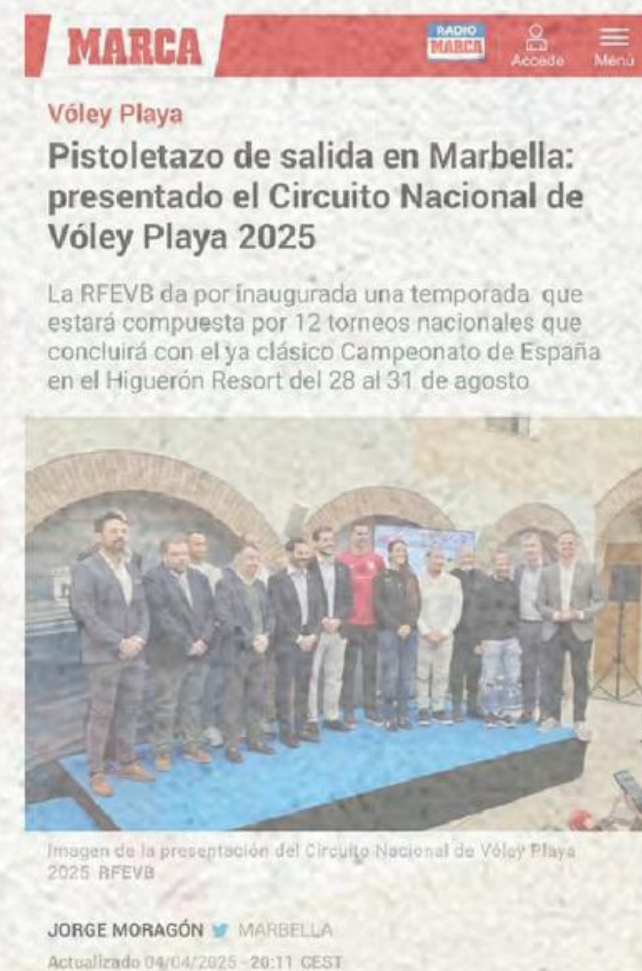 MARCA
RADIO
MARCA
Accede
Menú
Vóley Playa
Pistoletazo de salida en Marbella:
presentado el Circuito Nacional de
Vóley Playa 2025
La RFEVB da por inaugurada una temporada que
estará compuesta por 12 torneos nacionales que
concluirá con el ya clásico Campeonato de España
en el Higuerón Resort del 28 al 31 de agosto
Imagen de la presentación del Circuito Nacional de Vóley Playa
2025 RFEVB
JORGE MORAGÓN MARBELLA
Actualizado 04/04/2025 - 20:11 CEST